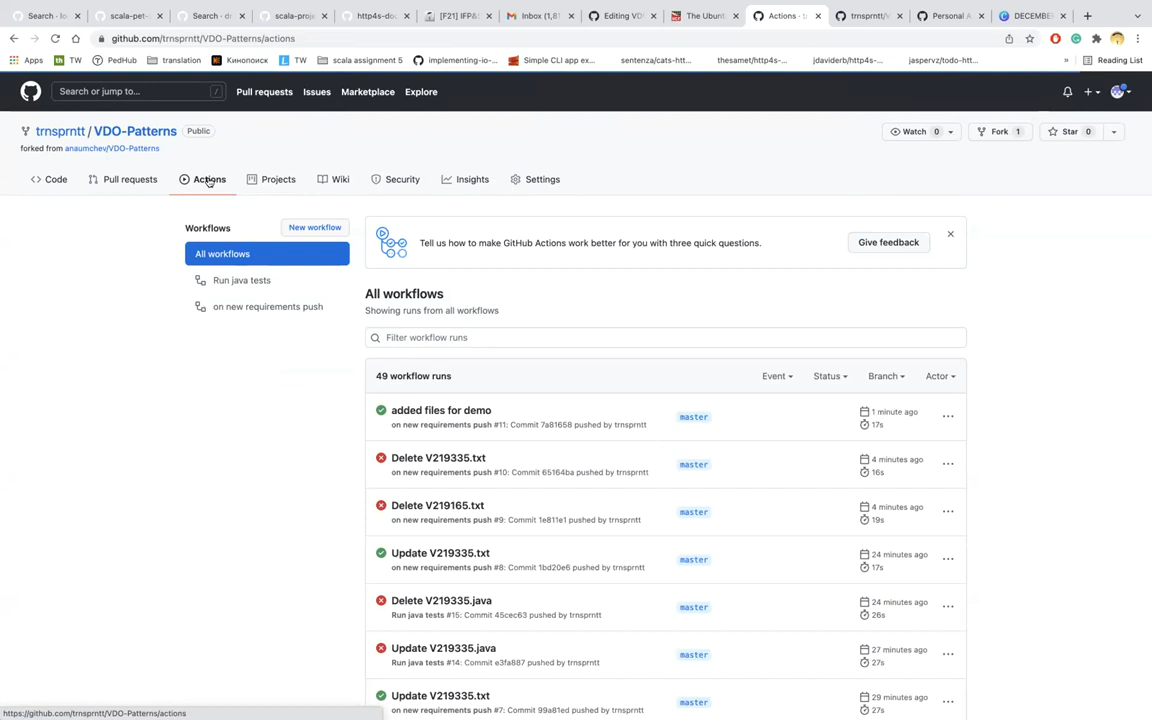 Search · lo
scala-pet-
Search · dr
scala-proje
http4s-doc
[F21] IFP&S
Inbox (1,81
Editing VD
The Ubunt
Actions · t
trnsprntt/V
Personal A
DECEMBER
github.com/trnsprntt/VDO-Patterns/actions
Apps
TW
PedHub
translation
Кинопоиск
TW
scala assignment 5
implementing-io-...
Simple CLI app ex...
sentenza/cats-htt...
thesamet/http4s-...
jdaviderb/http4s-...
jaspervz/todo-htt...
»
Reading List
Search or jump to...
/
Pull requests
Issues
Marketplace
Explore
trnsprntt / VDO-Patterns
Public
Watch 0
Fork 1
Star 0
forked from anaumchev/VDO-Patterns
Code
Pull requests
Actions
Projects
Wiki
Security
Insights
Settings
Workflows
New workflow
All workflows
Run java tests
on new requirements push
Tell us how to make GitHub Actions work better for you with three quick questions.
Give feedback
All workflows
Showing runs from all workflows
Filter workflow runs
49 workflow runs
Event
Status
Branch
Actor
added files for demo
on new requirements push #11: Commit 7a81658 pushed by trnsprntt
master
1 minute ago
17s
Delete V219335.txt
on new requirements push #10: Commit 65164ba pushed by trnsprntt
master
4 minutes ago
16s
Delete V219165.txt
on new requirements push #9: Commit 1e811e1 pushed by trnsprntt
master
4 minutes ago
19s
Update V219335.txt
on new requirements push #8: Commit 1bd20e6 pushed by trnsprntt
master
24 minutes ago
17s
Delete V219335.java
Run java tests #15: Commit 45cec63 pushed by trnsprntt
master
24 minutes ago
26s
Update V219335.java
Run java tests #14: Commit e3fa887 pushed by trnsprntt
master
27 minutes ago
27s
Update V219335.txt
on new requirements push #7: Commit 99a81ed pushed by trnsprntt
master
29 minutes ago
27s
https://github.com/trnsprntt/VDO-Patterns/actions